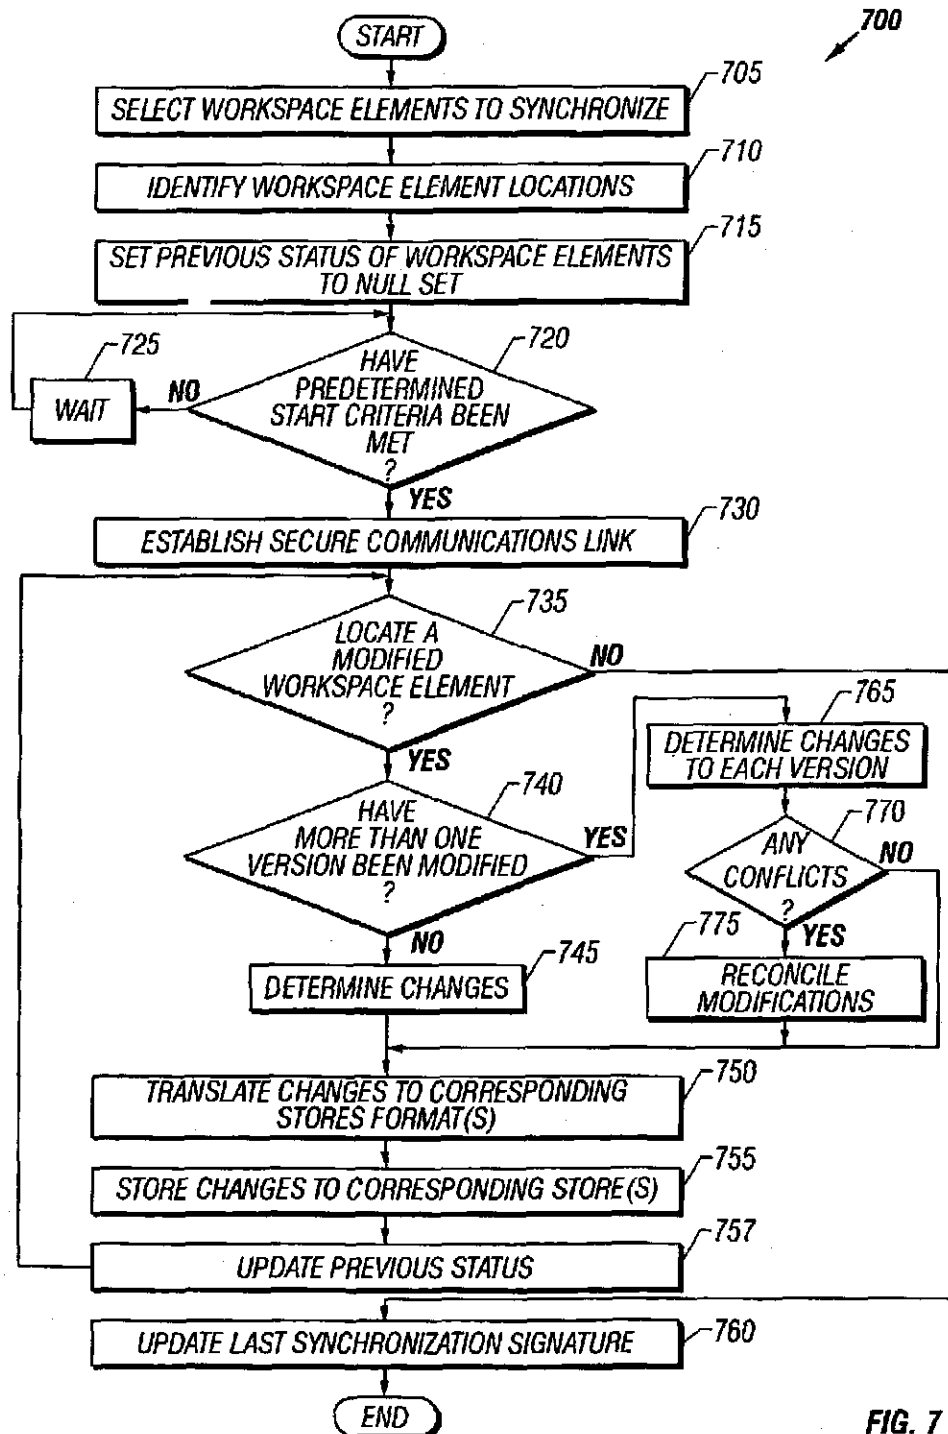 START
700
705
SELECT WORKSPACE ELEMENTS TO SYNCHRONIZE
710
IDENTIFY WORKSPACE ELEMENT LOCATIONS
715
SET PREVIOUS STATUS OF WORKSPACE ELEMENTS
TO NULL SET
720
HAVE
PREDETERMINED
START CRITERIA BEEN
MET
?
NO
725
WAIT
YES
730
ESTABLISH SECURE COMMUNICATIONS LINK
735
LOCATE A
MODIFIED
WORKSPACE ELEMENT
?
NO
YES
740
HAVE
MORE THAN ONE
VERSION BEEN MODIFIED
?
YES
765
DETERMINE CHANGES
TO EACH VERSION
770
ANY
CONFLICTS
?
NO
YES
775
RECONCILE
MODIFICATIONS
NO
745
DETERMINE CHANGES
750
TRANSLATE CHANGES TO CORRESPONDING
STORES FORMAT(S)
755
STORE CHANGES TO CORRESPONDING STORE(S)
757
UPDATE PREVIOUS STATUS
760
UPDATE LAST SYNCHRONIZATION SIGNATURE
END
FIG. 7